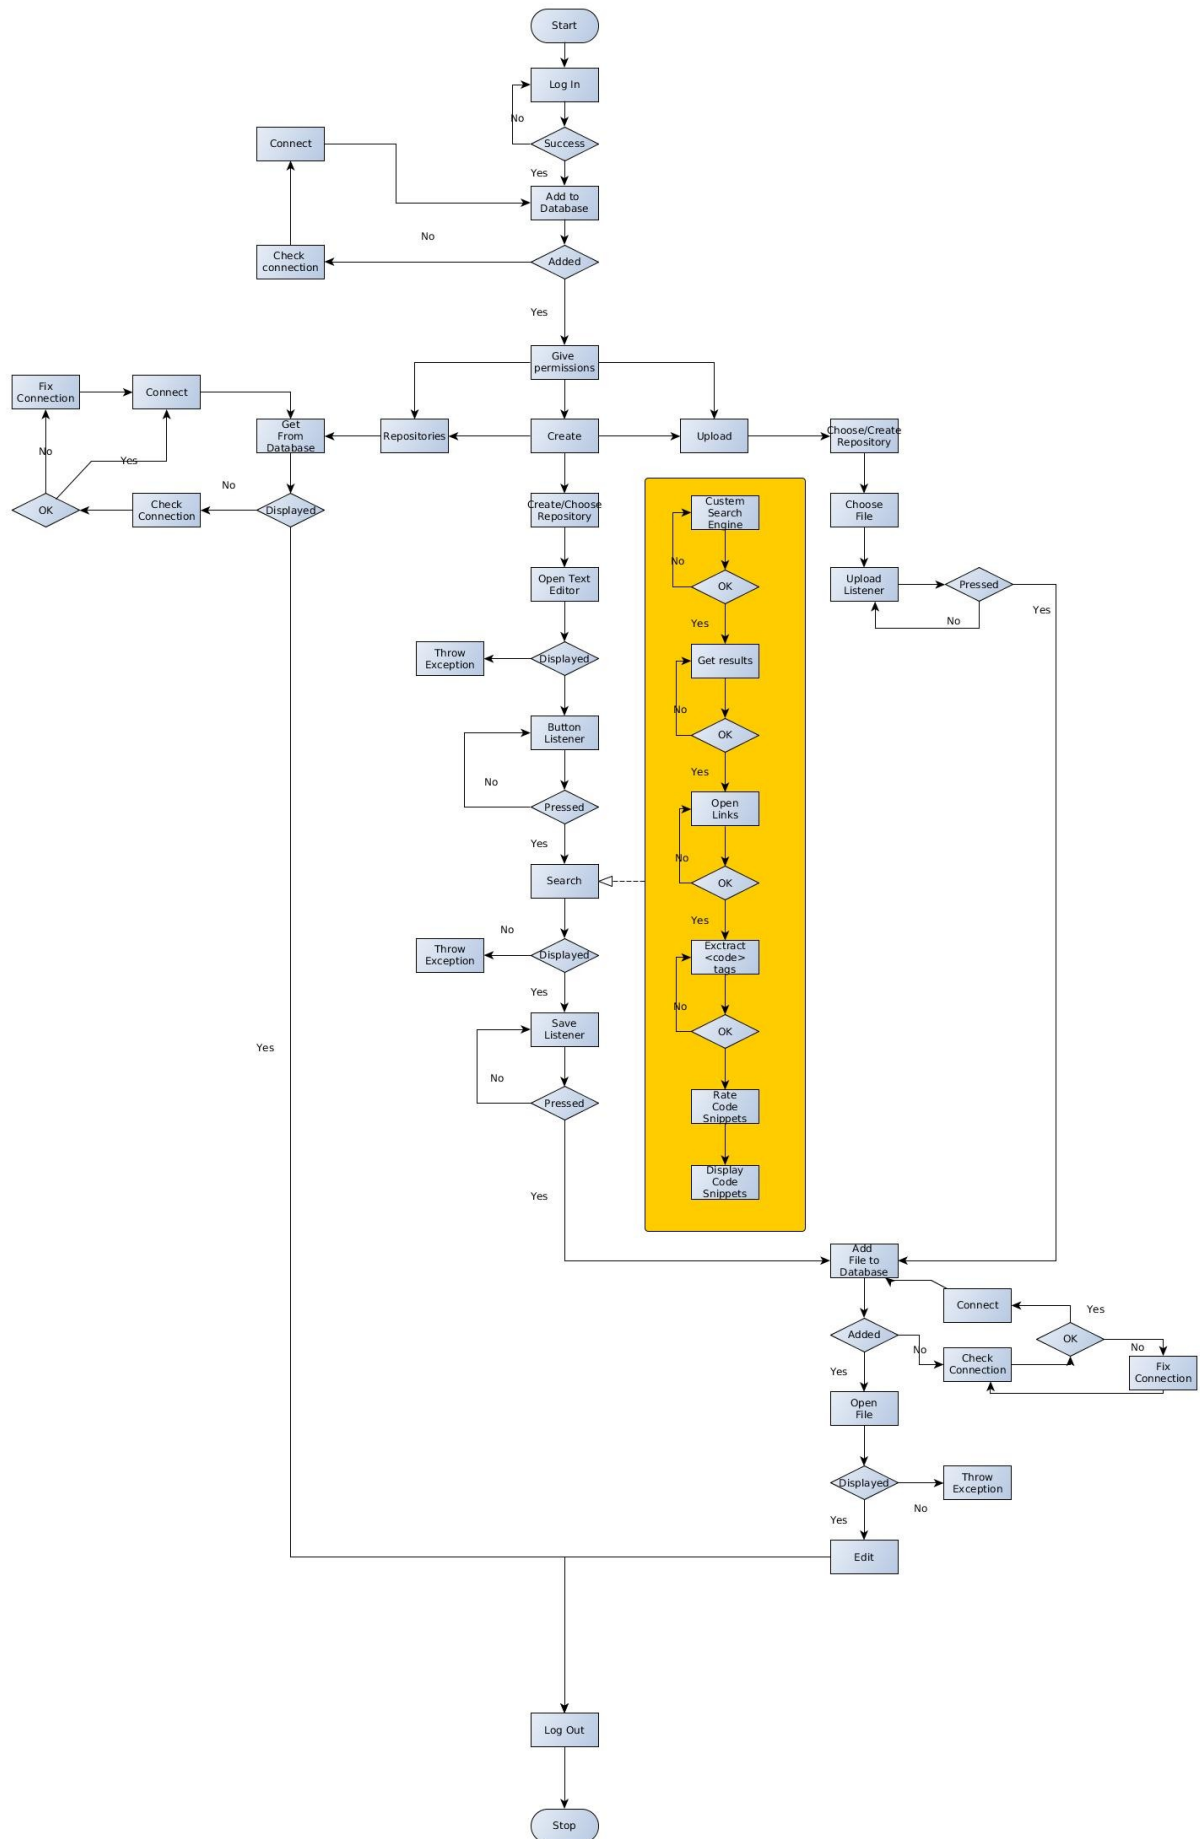 Start
Log In
No
Success
Connect
Yes
Add to
Database
No
Check
connection
Added
Yes
Give
permissions
Fix
Connection
Connect
Get
From
Database
Repositories
Create
Upload
Choose/Create
Repository
No
Yes
No
OK
Check
Connection
Displayed
Create/Choose
Repository
Custem
Search
Engine
Choose
File
No
Open Text
Editor
OK
Upload
Listener
Pressed
Yes
No
Yes
Throw
Exception
Displayed
Get results
No
Button
Listener
OK
No
Yes
Pressed
Open
Links
Yes
No
Search
OK
No
Yes
Throw
Exception
Displayed
Exctract
<code>
tags
Yes
No
Save
Listener
OK
Yes
No
Pressed
Rate
Code
Snippets
Display
Code
Snippets
Yes
Add
File to
Database
Connect
Yes
Added
No
OK
No
Check
Connection
Fix
Connection
Yes
Open
File
Displayed
Throw
Exception
No
Yes
Edit
Log Out
Stop